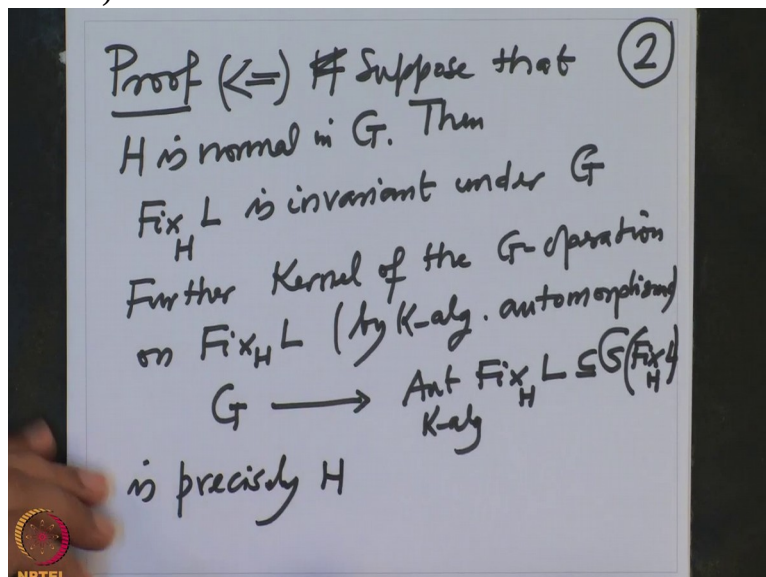 Proof (<=) # Suppose that ②
H is normal in G. Then
Fix_H L is invariant under G
Further Kernel of the G-operation
on Fix_H L (by K-alg. automorphism)
G ⟶ Aut_{K-alg} Fix_H L ⊆ G(Fix_H L)
is precisely H
NPTEL